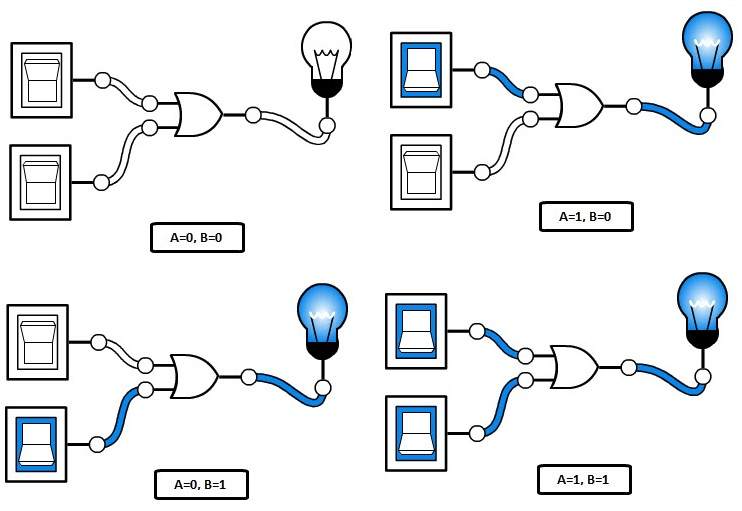 A=0, B=0
A=1, B=0
A=0, B=1
A=1, B=1